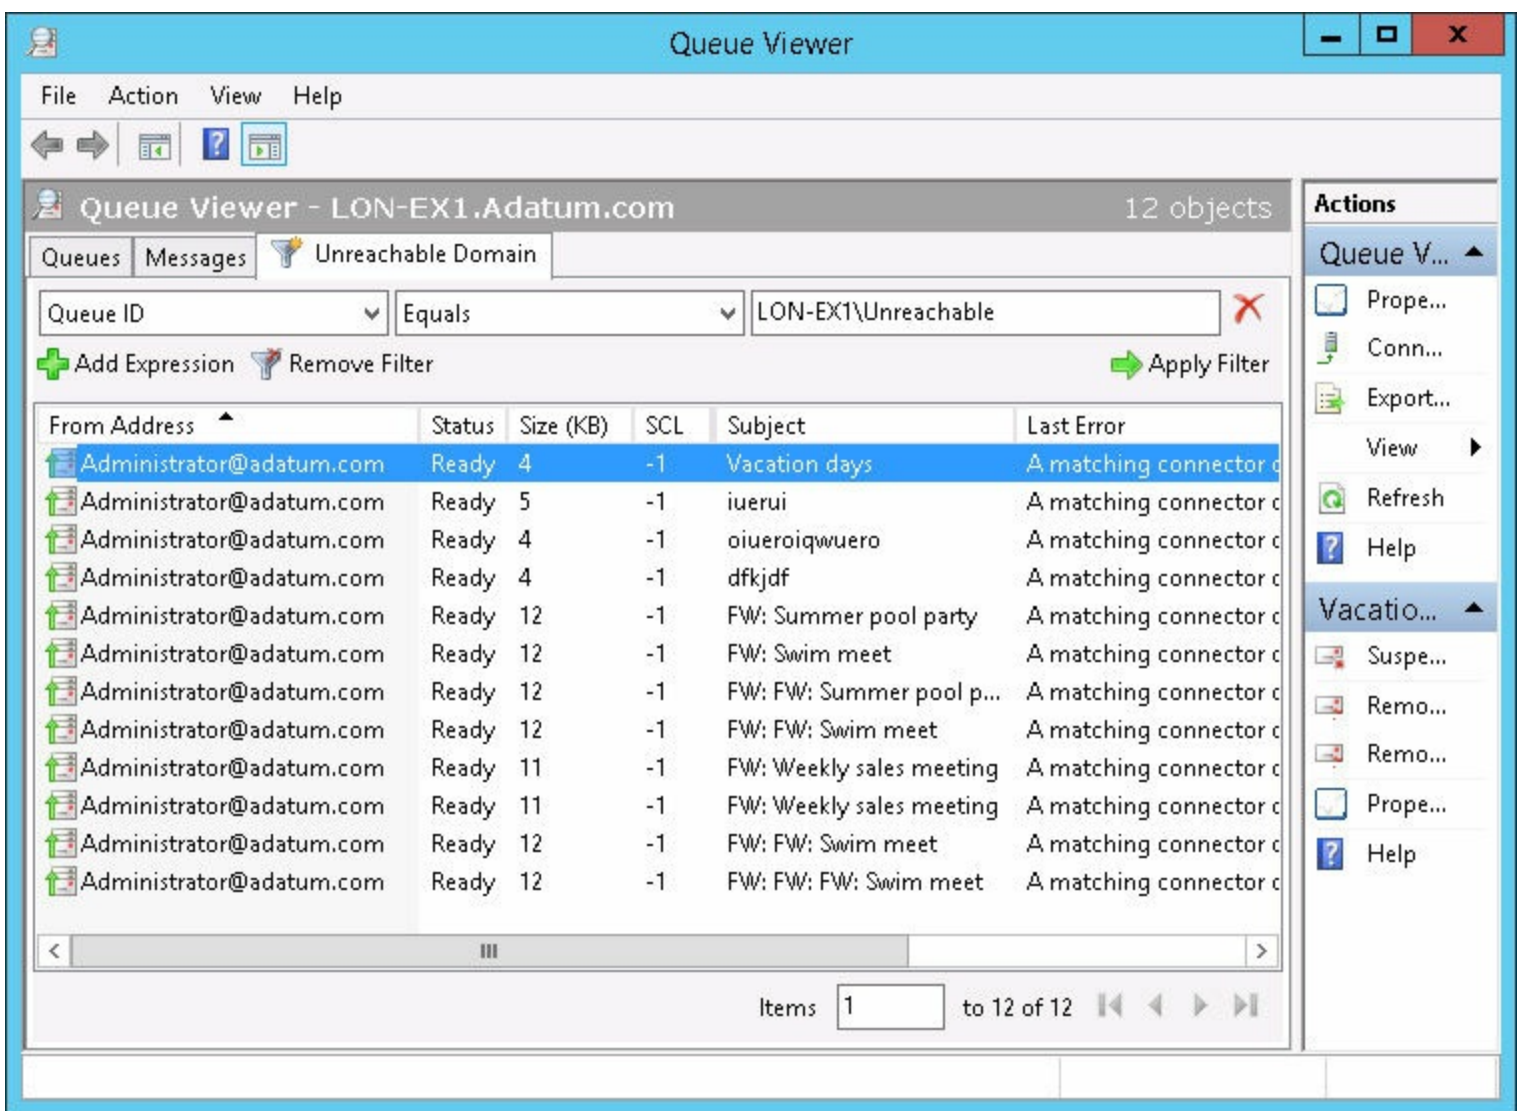 Queue Viewer
File Action View Help
Queue Viewer - LON-EX1.Adatum.com 12 objects
Queues Messages Unreachable Domain
Queue ID Equals LON-EX1\Unreachable
Add Expression Remove Filter Apply Filter
From Address Status Size (KB) SCL Subject Last Error
Administrator@adatum.com Ready 4 -1 Vacation days A matching connector c
Administrator@adatum.com Ready 5 -1 iuerui A matching connector c
Administrator@adatum.com Ready 4 -1 oiueroiqwuero A matching connector c
Administrator@adatum.com Ready 4 -1 dfkjdf A matching connector c
Administrator@adatum.com Ready 12 -1 FW: Summer pool party A matching connector c
Administrator@adatum.com Ready 12 -1 FW: Swim meet A matching connector c
Administrator@adatum.com Ready 12 -1 FW: FW: Summer pool p... A matching connector c
Administrator@adatum.com Ready 12 -1 FW: FW: Swim meet A matching connector c
Administrator@adatum.com Ready 11 -1 FW: Weekly sales meeting A matching connector c
Administrator@adatum.com Ready 11 -1 FW: Weekly sales meeting A matching connector c
Administrator@adatum.com Ready 12 -1 FW: FW: Swim meet A matching connector c
Administrator@adatum.com Ready 12 -1 FW: FW: FW: Swim meet A matching connector c
Items 1 to 12 of 12
Actions
Queue V...
Prope...
Conn...
Export...
View
Refresh
Help
Vacatio...
Suspe...
Remo...
Remo...
Prope...
Help